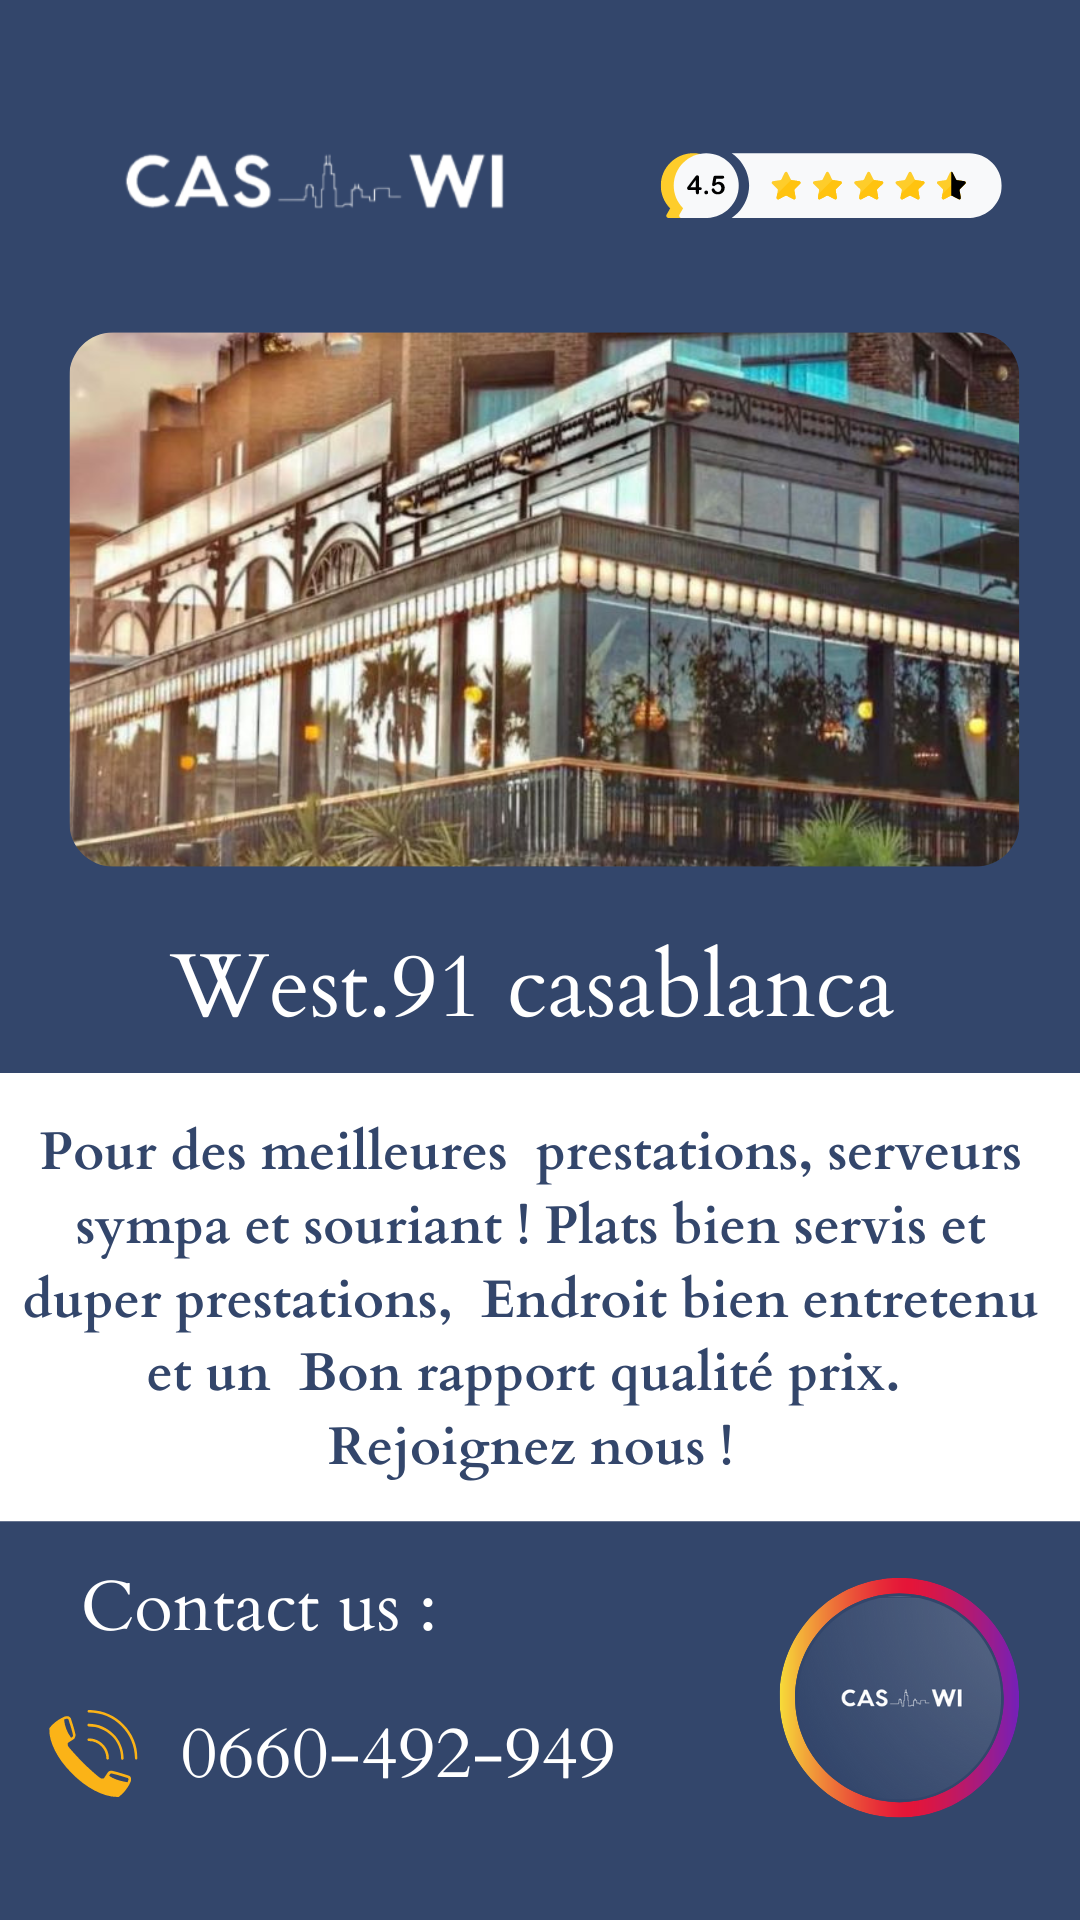 CAS WI
4.5
West.91 casablanca
Pour des meilleures prestations, serveurs
sympa et souriant ! Plats bien servis et
duper prestations, Endroit bien entretenu
et un Bon rapport qualité prix.
Rejoignez nous !
Contact us :
0660-492-949
CAS WI